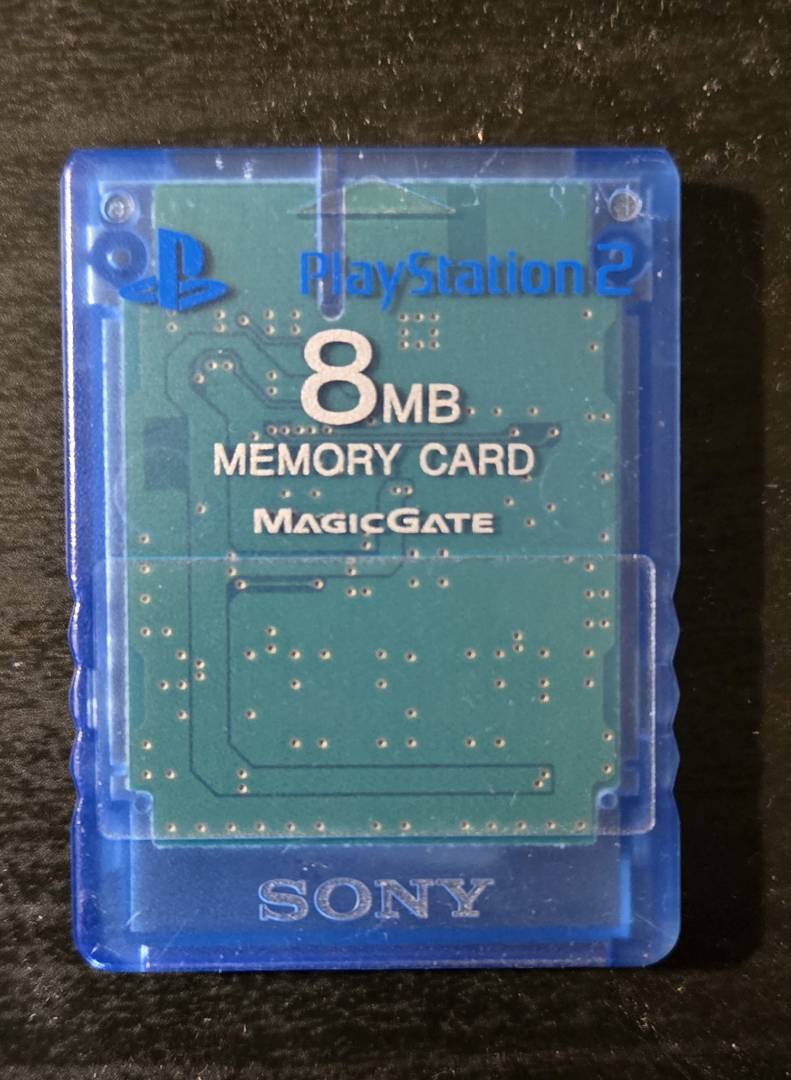 PlayStation 2
8MB
MEMORY CARD
MAGICGATE
SONY